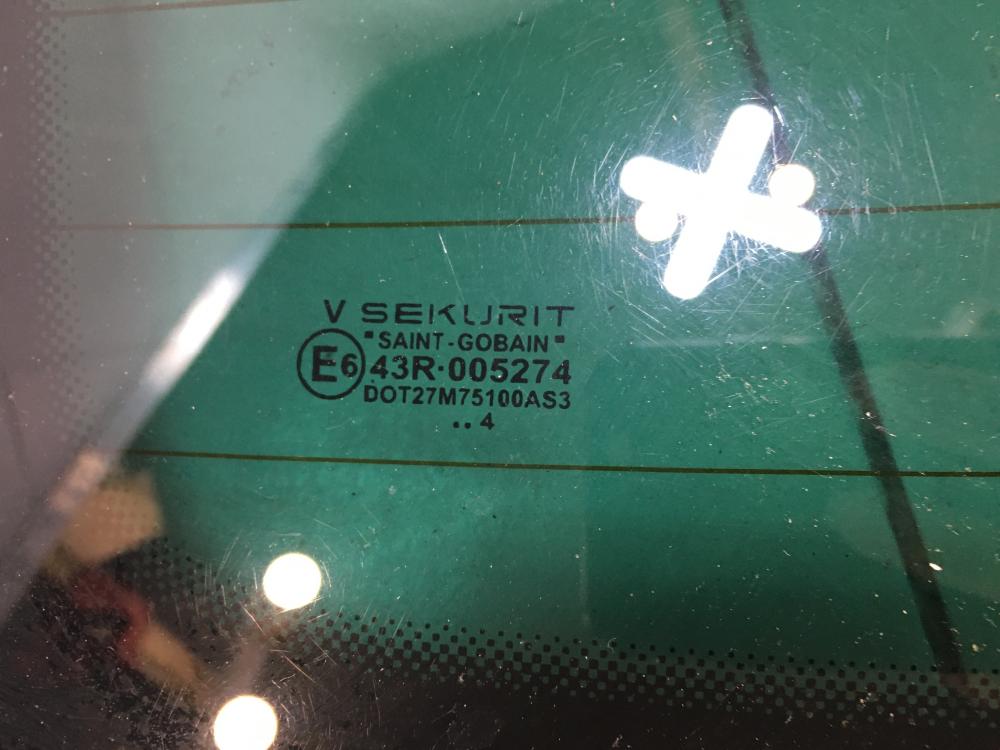 V SEKURIT
"SAINT-GOBAIN"
E6 43R·005274
DOT27M75100AS3
.. 4